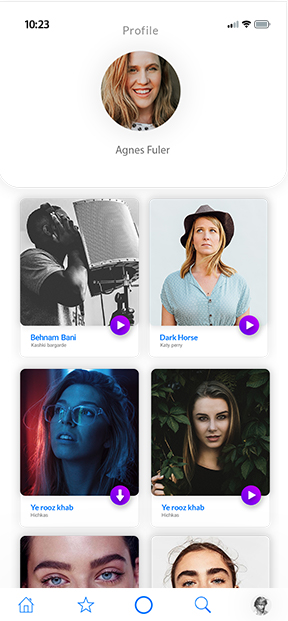 10:23
Profile
Agnes Fuler
Behnam Bani
Kashki bargarde
Dark Horse
Katy perry
Ye rooz khab
Hichkas
Ye rooz khab
Hichkas